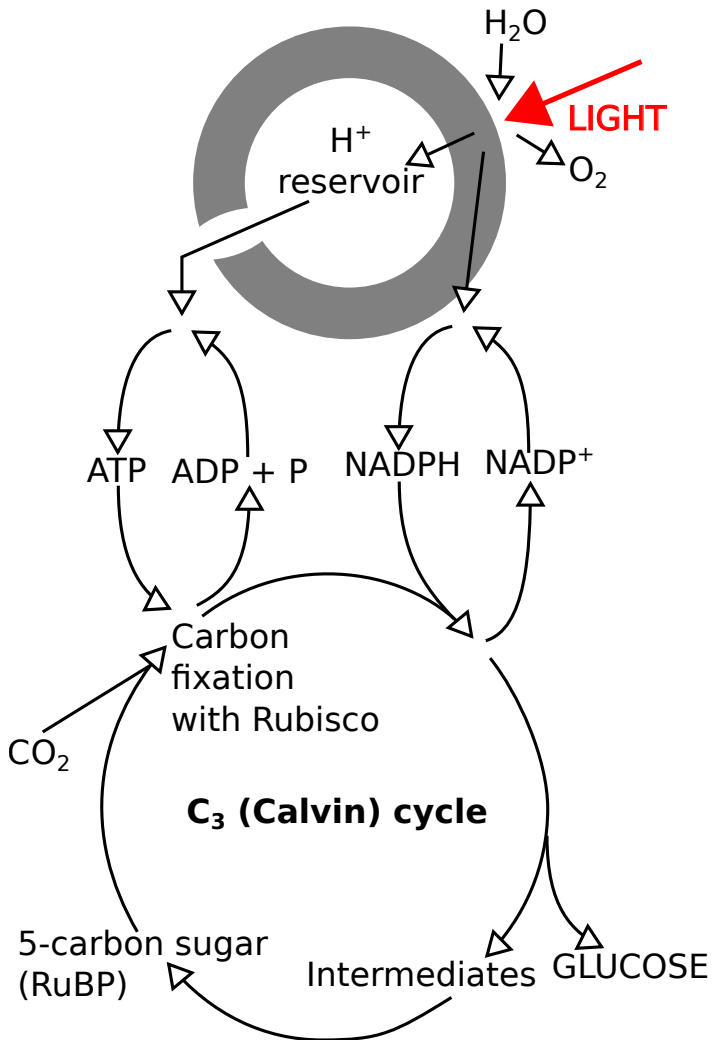 H₂O
LIGHT
H⁺
reservoir
O₂
ATP
ADP + P
NADPH
NADP⁺
Carbon
fixation
with Rubisco
CO₂
C₃ (Calvin) cycle
5-carbon sugar
(RuBP)
Intermediates
GLUCOSE